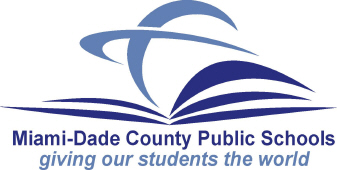 Miami-Dade County Public Schools
giving our students the world